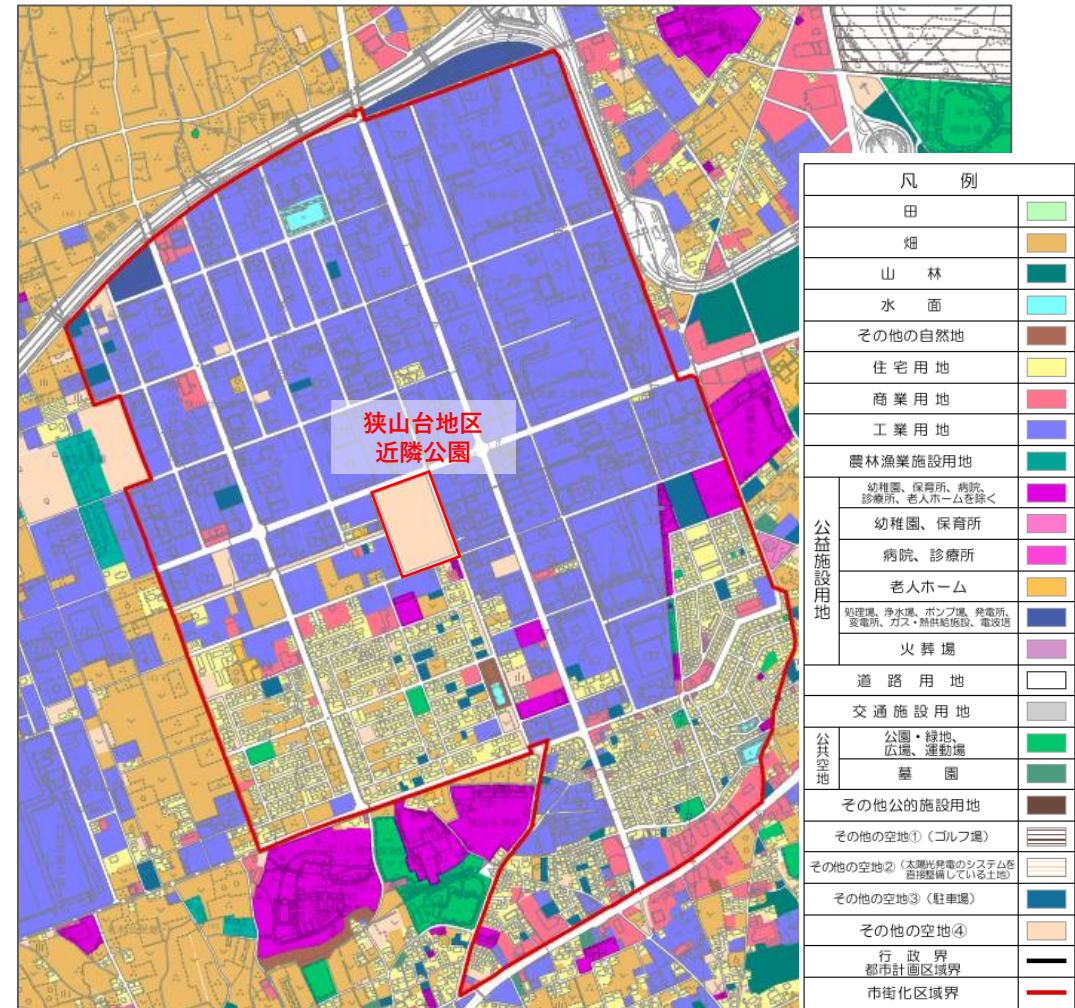 狭山台地区
近隣公園
凡 例
田
畑
山 林
水 面
その他の自然地
住 宅 用 地
商 業 用 地
工 業 用 地
農林漁業施設用地
公益施設用地
幼稚園、保育所、病院、
診療所、老人ホームを除く
幼稚園、保育所
病院、診療所
老人ホーム
処理場、浄水場、ポンプ場、発電所、
変電所、ガス・熱供給施設、電波塔
火 葬 場
道 路 用 地
交 通 施 設 用 地
公共空地
公園・緑地、
広場、運動場
墓 園
その他公的施設用地
その他の空地①（ゴルフ場）
その他の空地②（太陽光発電のシステムを
直接整備している土地）
その他の空地③（駐車場）
その他の空地④
行 政 界
都市計画区域界
市街化区域界